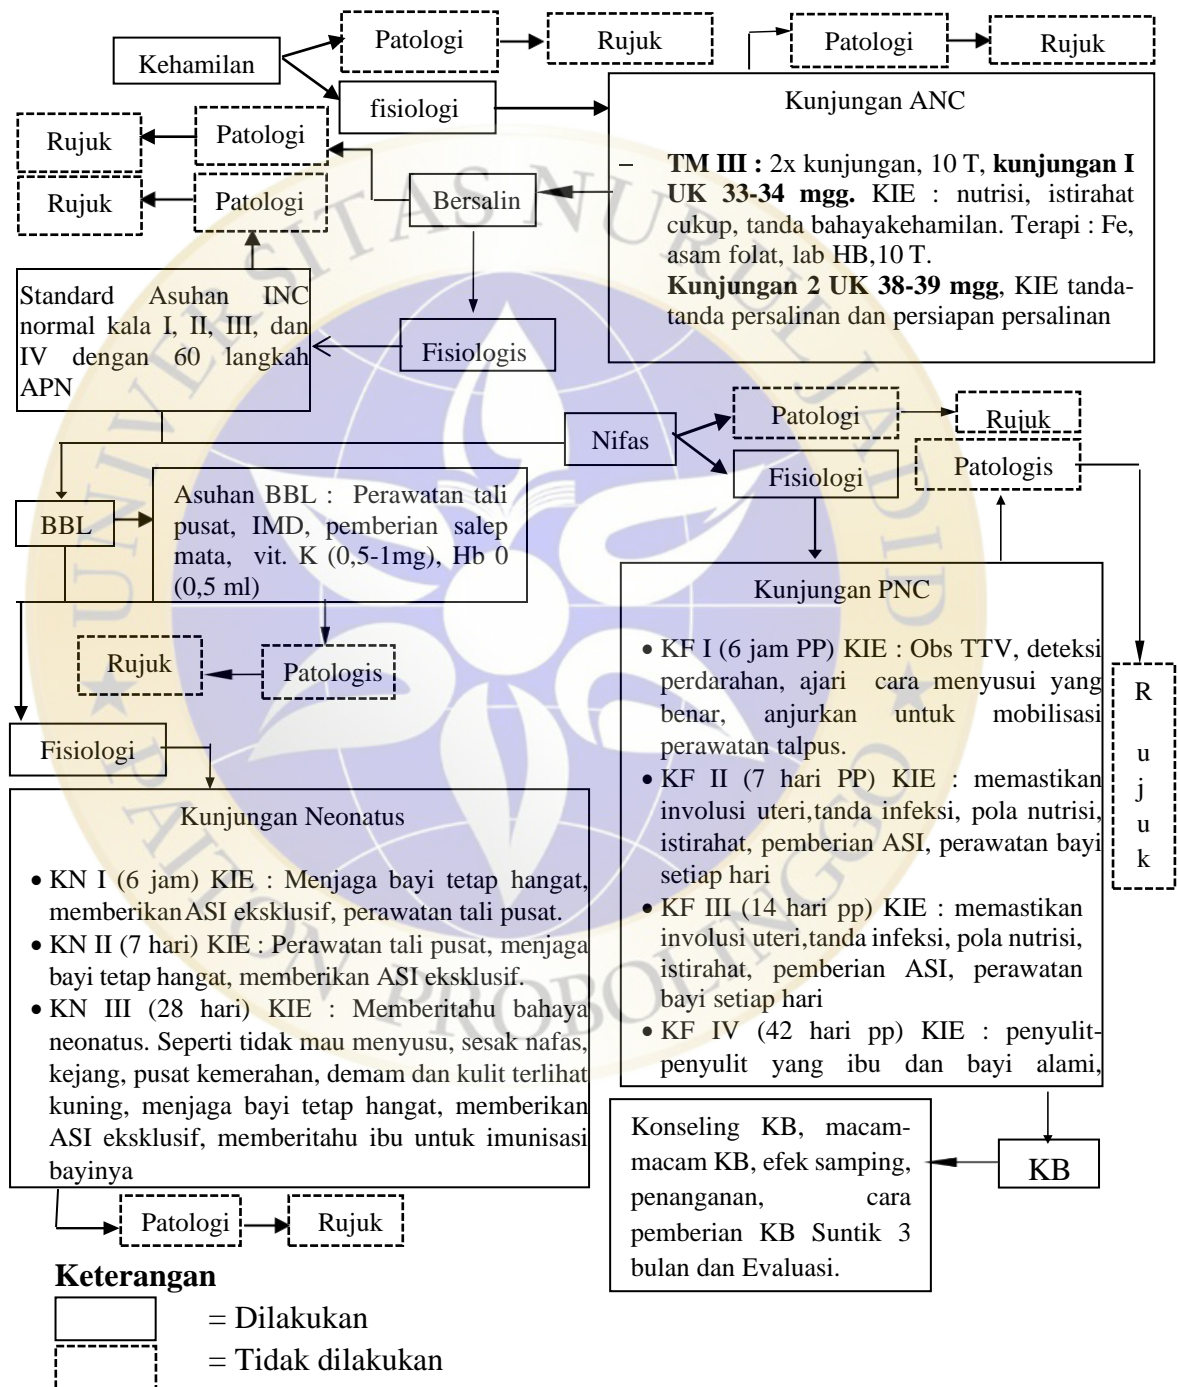 Kehamilan
Patologi
Rujuk
Patologi
Rujuk
fisiologi
Kunjungan ANC
– TM III : 2x kunjungan, 10 T, kunjungan I
UK 33-34 mgg. KIE : nutrisi, istirahat
cukup, tanda bahayakehamilan. Terapi : Fe,
asam folat, lab HB,10 T.
Kunjungan 2 UK 38-39 mgg, KIE tanda-
tanda persalinan dan persiapan persalinan
Rujuk
Patologi
Rujuk
Patologi
Bersalin
Standard Asuhan INC
normal kala I, II, III, dan
IV dengan 60 langkah
APN
Fisiologis
Nifas
Patologi
Rujuk
Fisiologi
Patologis
R
u
j
u
k
BBL
Asuhan BBL : Perawatan tali
pusat, IMD, pemberian salep
mata, vit. K (0,5-1mg), Hb 0
(0,5 ml)
Rujuk
Patologis
Fisiologi
Kunjungan PNC
• KF I (6 jam PP) KIE : Obs TTV, deteksi
perdarahan, ajari cara menyusui yang
benar, anjurkan untuk mobilisasi
perawatan talpus.
• KF II (7 hari PP) KIE : memastikan
involusi uteri,tanda infeksi, pola nutrisi,
istirahat, pemberian ASI, perawatan bayi
setiap hari
• KF III (14 hari pp) KIE : memastikan
involusi uteri,tanda infeksi, pola nutrisi,
istirahat, pemberian ASI, perawatan
bayi setiap hari
• KF IV (42 hari pp) KIE : penyulit-
penyulit yang ibu dan bayi alami,
Kunjungan Neonatus
• KN I (6 jam) KIE : Menjaga bayi tetap hangat,
memberikan ASI eksklusif, perawatan tali pusat.
• KN II (7 hari) KIE : Perawatan tali pusat, menjaga
bayi tetap hangat, memberikan ASI eksklusif.
• KN III (28 hari) KIE : Memberitahu bahaya
neonatus. Seperti tidak mau menyusu, sesak nafas,
kejang, pusat kemerahan, demam dan kulit terlihat
kuning, menjaga bayi tetap hangat, memberikan
ASI eksklusif, memberitahu ibu untuk imunisasi
bayinya
Patologi
Rujuk
KB
Konseling KB, macam-
macam KB, efek samping,
penanganan, cara
pemberian KB Suntik 3
bulan dan Evaluasi.
Keterangan
= Dilakukan
= Tidak dilakukan
UNIVERSITAS NURUL JADID
PAITON PROBOLINGGO